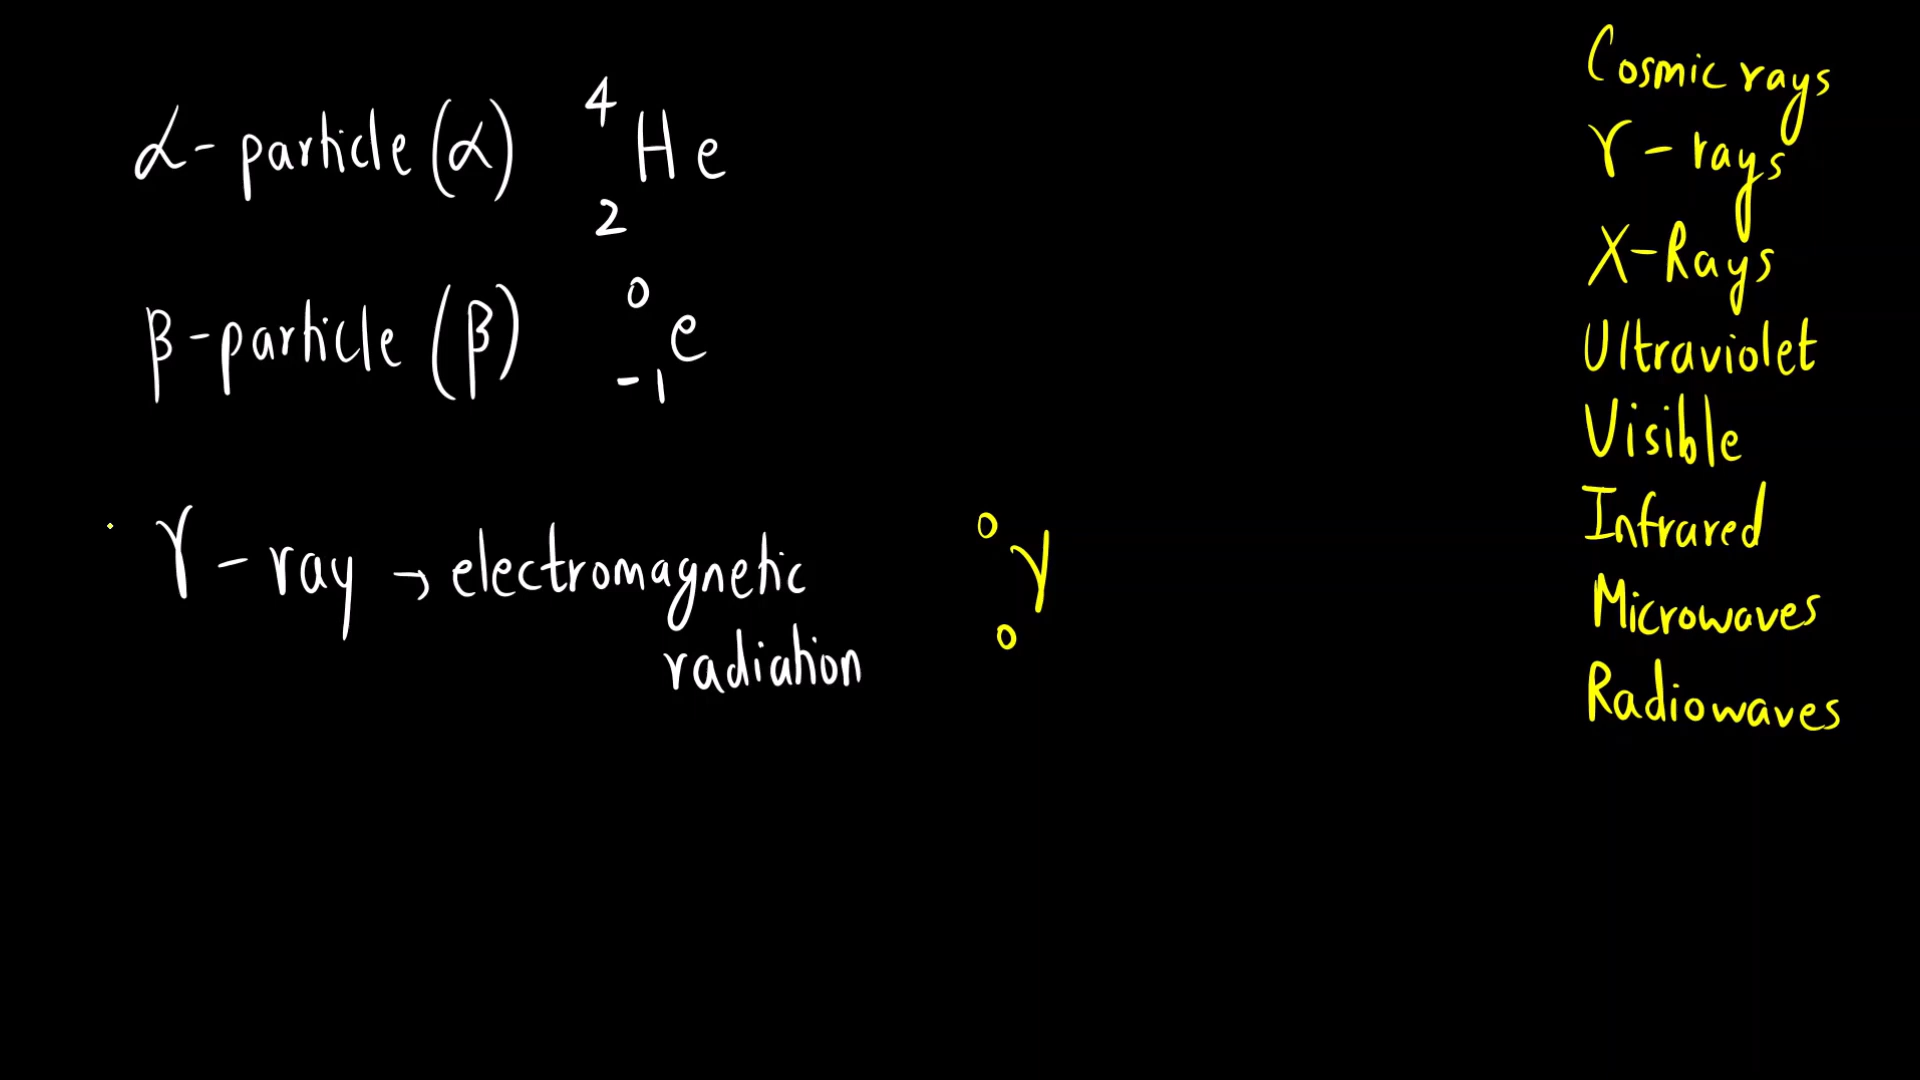 α-particle (α) ⁴₂He
β-particle (β) ⁰₋₁e
γ-ray → electromagnetic
radiation
⁰₀γ
Cosmic rays
γ-rays
X-Rays
Ultraviolet
Visible
Infrared
Microwaves
Radiowaves